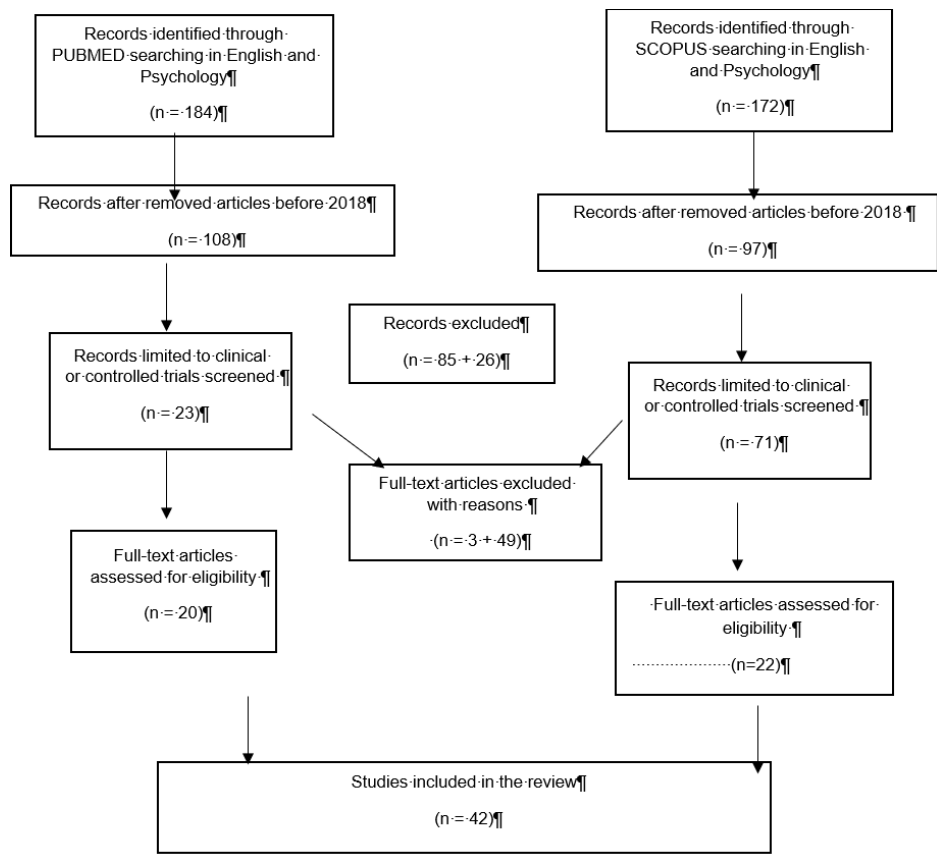 Records·identified·through·
PUBMED·searching·in·English·and·
Psychology¶
(n·=·184)¶
Records·identified·through·
SCOPUS·searching·in·English·
and·Psychology¶
(n·=·172)¶
Records·after·removed·articles·before·2018¶
(n·=·108)¶
Records·after·removed·articles·before·2018·¶
(n·=·97)¶
Records·excluded¶
(n·=·85·+·26)¶
Records·limited·to·clinical·
or·controlled·trials·screened·¶
(n·=·23)¶
Records·limited·to·clinical·
or·controlled·trials·screened·¶
(n·=·71)¶
Full-text·articles·excluded·
with·reasons·¶
·(n·=·3·+·49)¶
Full-text·articles·
assessed·for·eligibility·¶
(n·=·20)¶
·Full-text·articles·assessed·for·
eligibility·¶
····················(n=22)¶
Studies·included·in·the·review¶
(n·=·42)¶